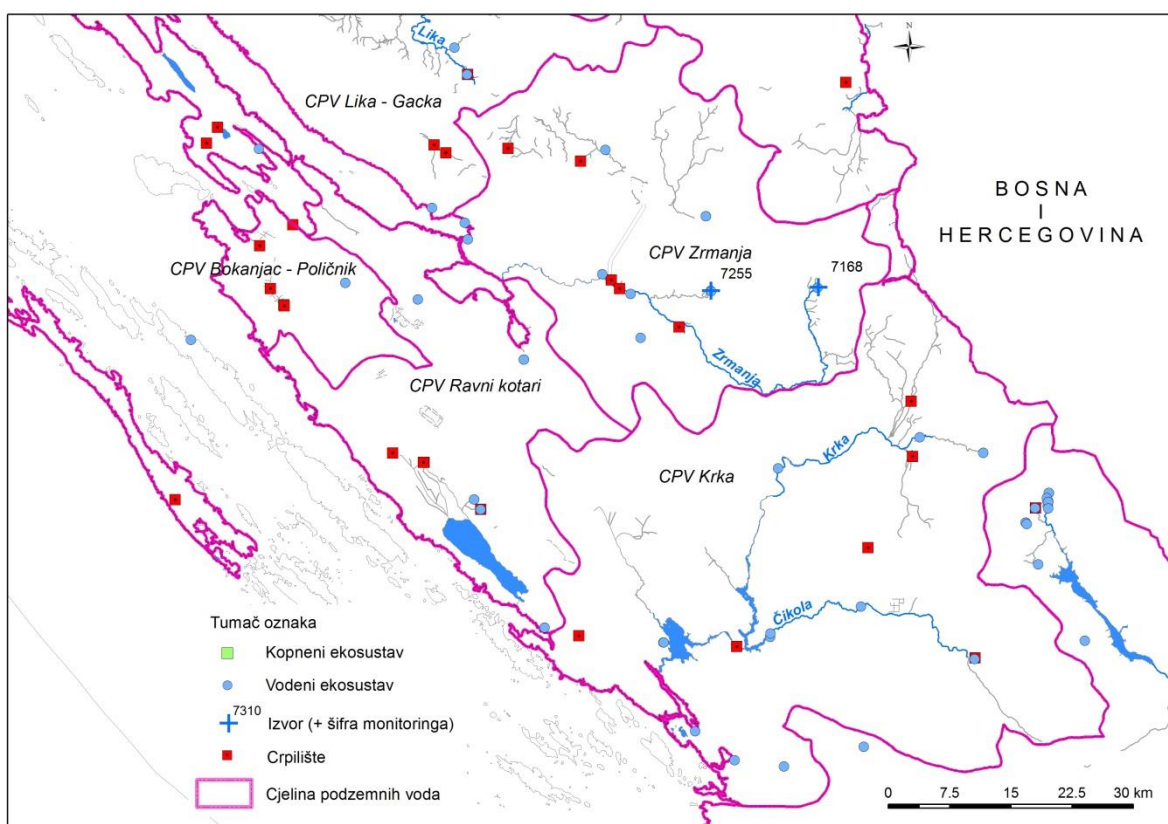 Lika
N
CPV Lika - Gacka
BOSNA
I
HERCEGOVINA
CPV Zrmanja
7168
7255
CPV Bokanjac - Poličnik
Zrmanja
CPV Ravni kotari
Krka
CPV Krka
Čikola
Tumač oznaka
Kopneni ekosustav
Vodeni ekosustav
7310 Izvor (+ šifra monitoringa)
Crpilište
Cjelina podzemnih voda
0 7.5 15 22.5 30 km